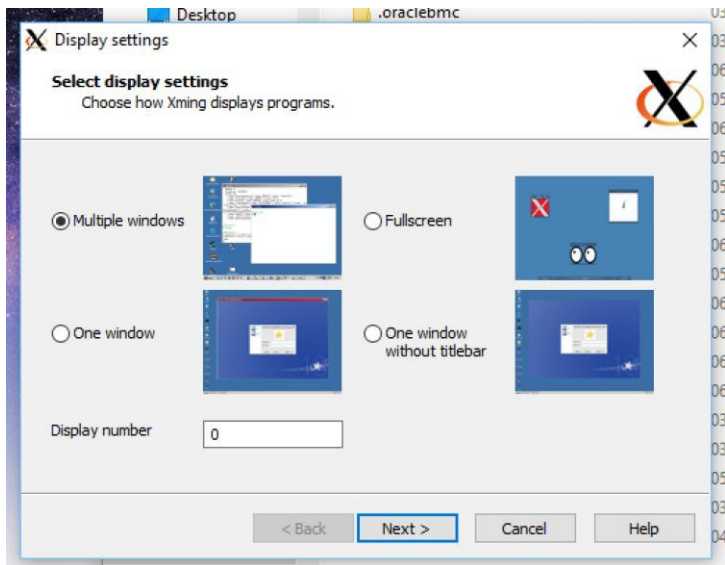 Desktop
.oraclebmc
Display settings
Select display settings
Choose how Xming displays programs.
Multiple windows
Fullscreen
One window
One window
without titlebar
Display number
0
< Back
Next >
Cancel
Help